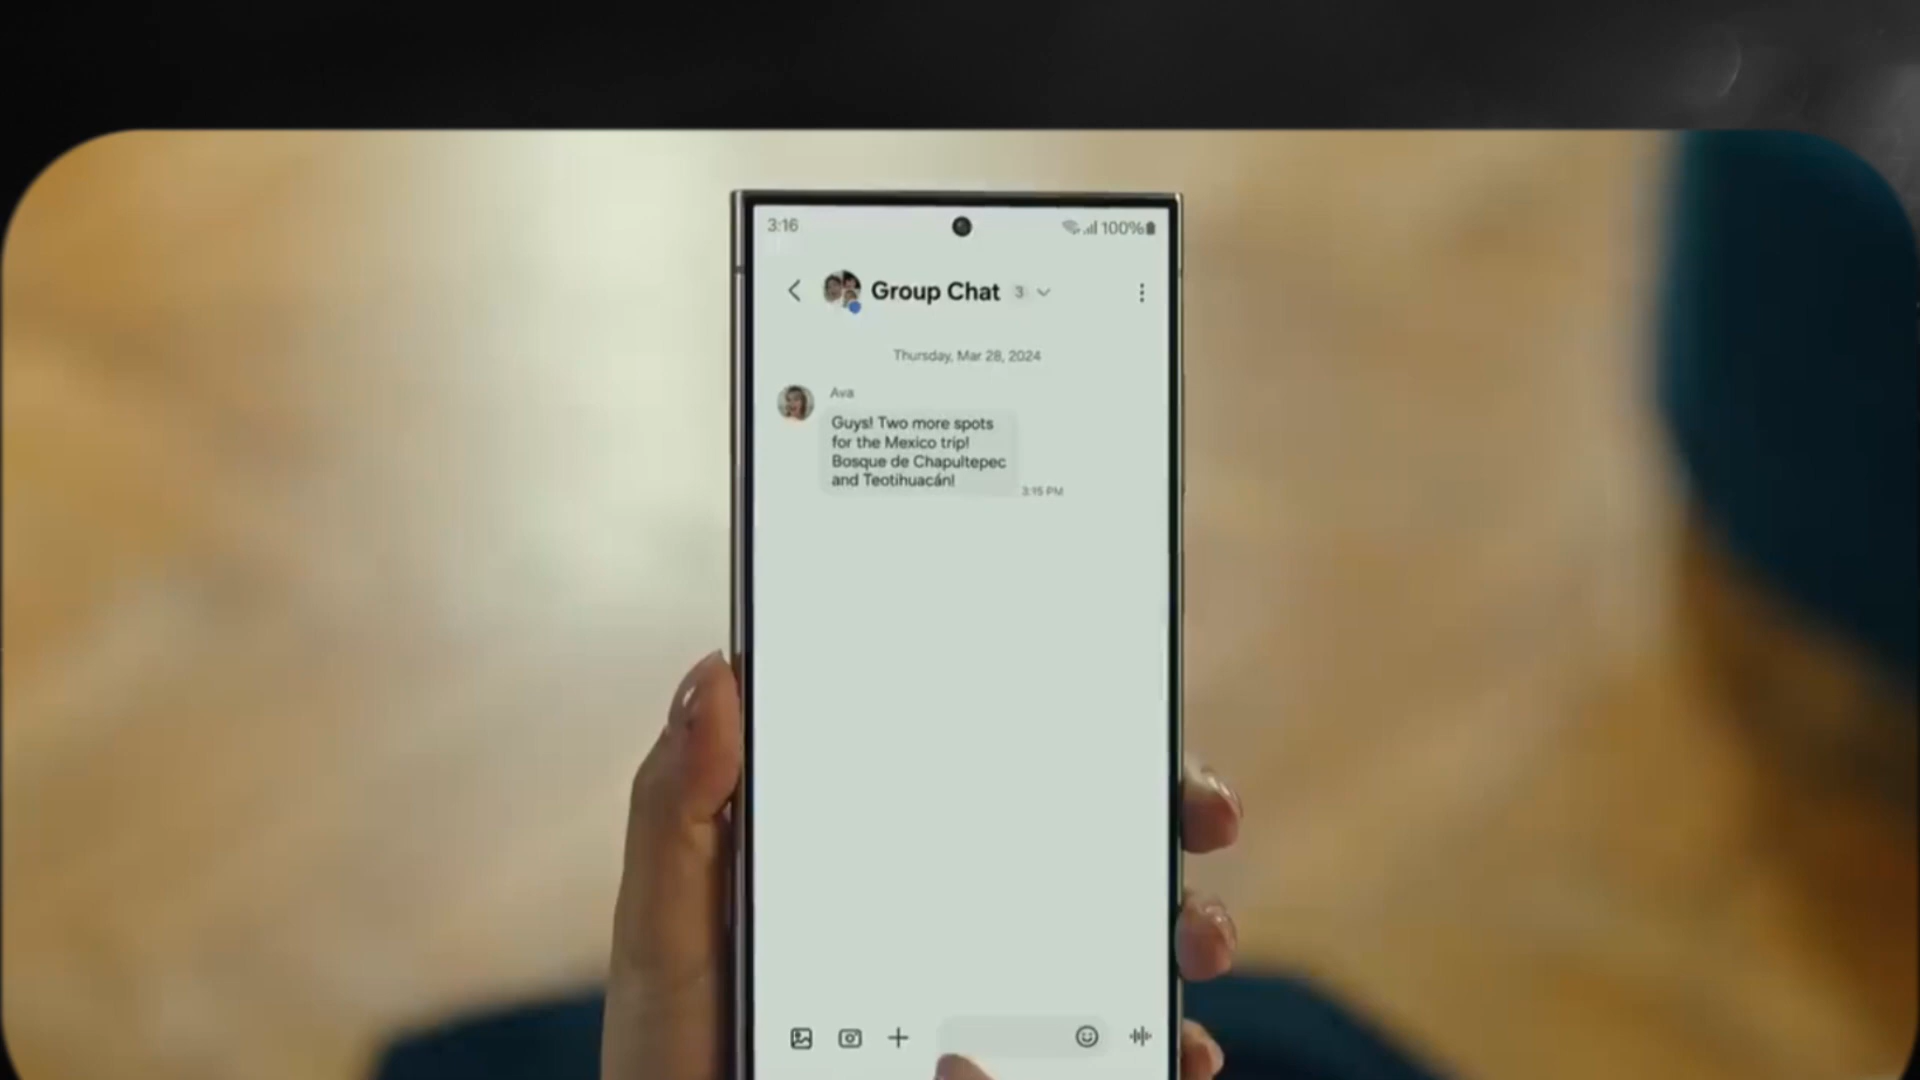 3:16
100%
Group Chat 3
Thursday, Mar 28, 2024
Ava
Guys! Two more spots
for the Mexico trip!
Bosque de Chapultepec
and Teotihuacán!
3:15 PM